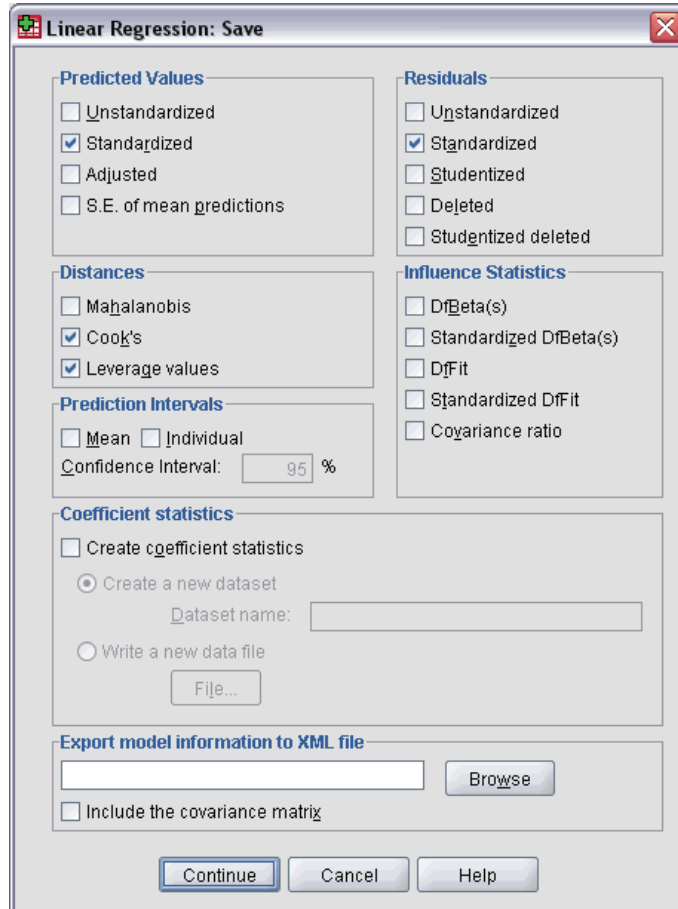 Linear Regression: Save
Predicted Values
Unstandardized
Standardized
Adjusted
S.E. of mean predictions
Residuals
Unstandardized
Standardized
Studentized
Deleted
Studentized deleted
Distances
Mahalanobis
Cook's
Leverage values
Influence Statistics
DfBeta(s)
Standardized DfBeta(s)
DfFit
Standardized DfFit
Covariance ratio
Prediction Intervals
Mean Individual
Confidence Interval: 95 %
Coefficient statistics
Create coefficient statistics
Create a new dataset
Dataset name:
Write a new data file
File...
Export model information to XML file
Browse
Include the covariance matrix
Continue Cancel Help